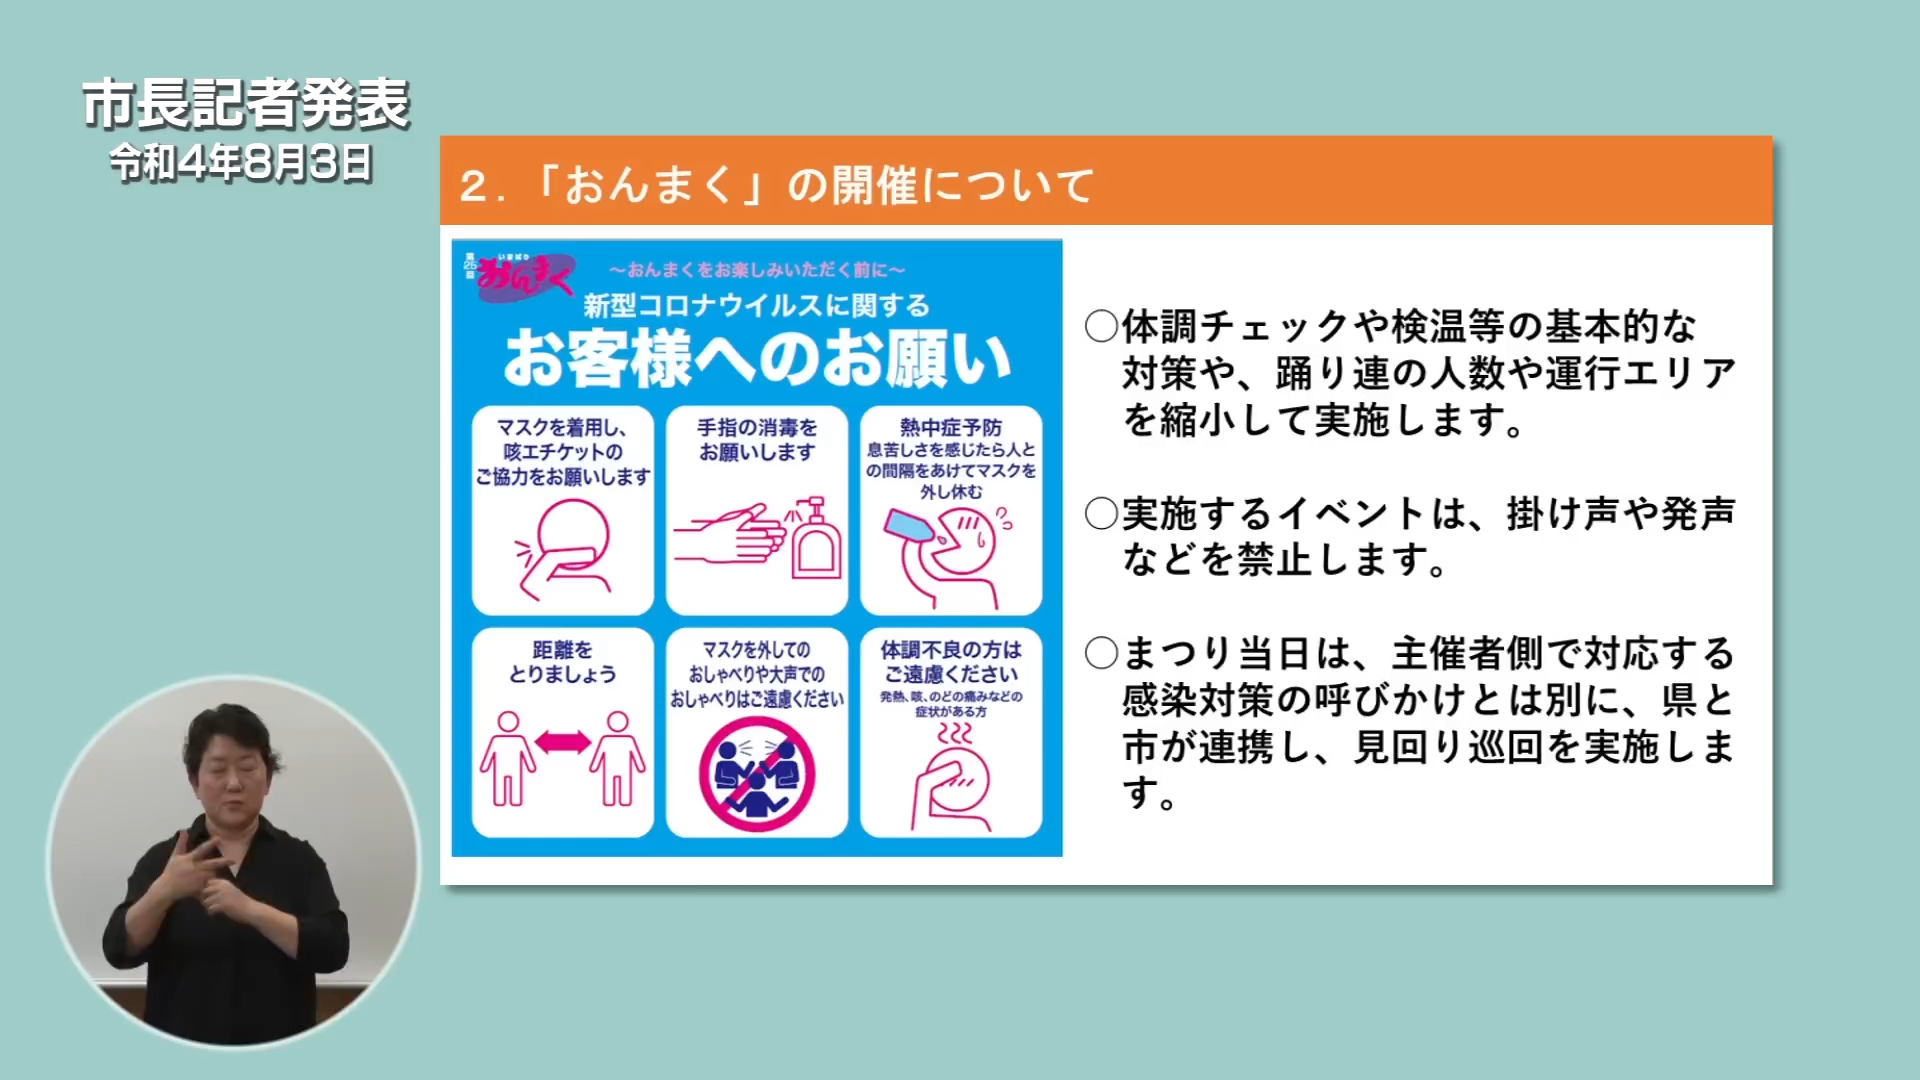 市長記者発表
令和4年8月3日
２．「おんまく」の開催について
第25回
いまばり
おんまく
～おんまくをお楽しみいただく前に～
新型コロナウイルスに関する
お客様へのお願い
マスクを着用し、
咳エチケットの
ご協力をお願いします
手指の消毒を
お願いします
熱中症予防
息苦しさを感じたら人と
の間隔をあけてマスクを
外し休む
距離を
とりましょう
マスクを外しての
おしゃべりや大声での
おしゃべりはご遠慮ください
体調不良の方は
ご遠慮ください
発熱、咳、のどの痛みなどの
症状がある方
○体調チェックや検温等の基本的な
対策や、踊り連の人数や運行エリア
を縮小して実施します。
○実施するイベントは、掛け声や発声
などを禁止します。
○まつり当日は、主催者側で対応する
感染対策の呼びかけとは別に、県と
市が連携し、見回り巡回を実施しま
す。